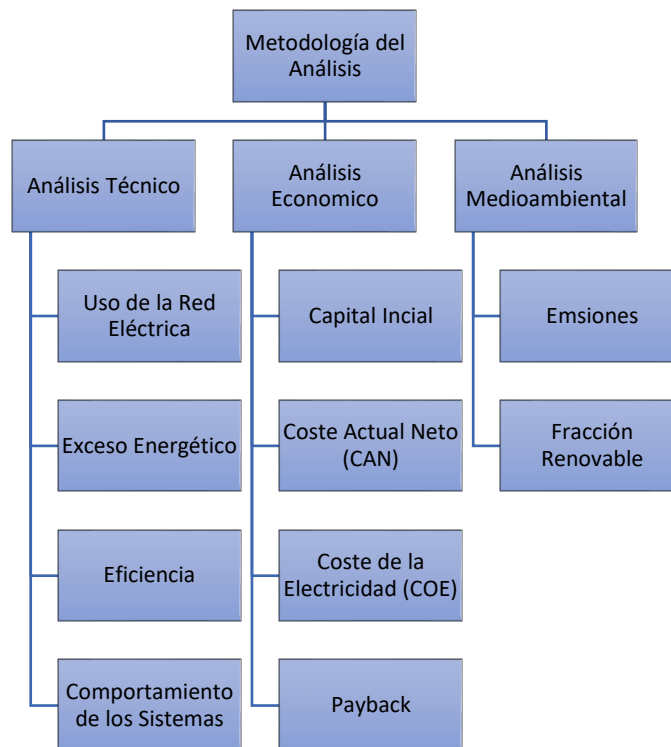 Metodología del
Análisis
Análisis Técnico
Análisis
Economico
Análisis
Medioambiental
Uso de la Red
Eléctrica
Capital Incial
Emsiones
Exceso Energético
Coste Actual Neto
(CAN)
Fracción
Renovable
Eficiencia
Coste de la
Electricidad (COE)
Comportamiento
de los Sistemas
Payback